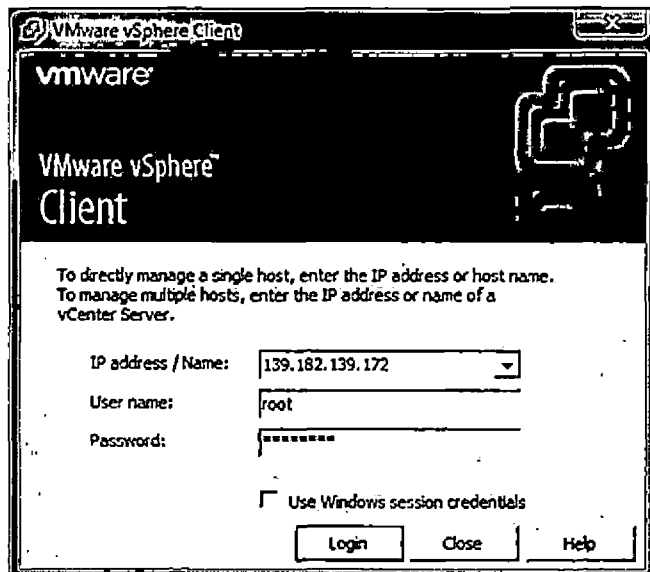 VMware vSphere Client
vmware
VMware vSphere™
Client
To directly manage a single host, enter the IP address or host name.
To manage multiple hosts, enter the IP address or name of a
vCenter Server.
IP address / Name: 139.182.139.172
User name: root
Password: ********
Use Windows session credentials
Login Close Help